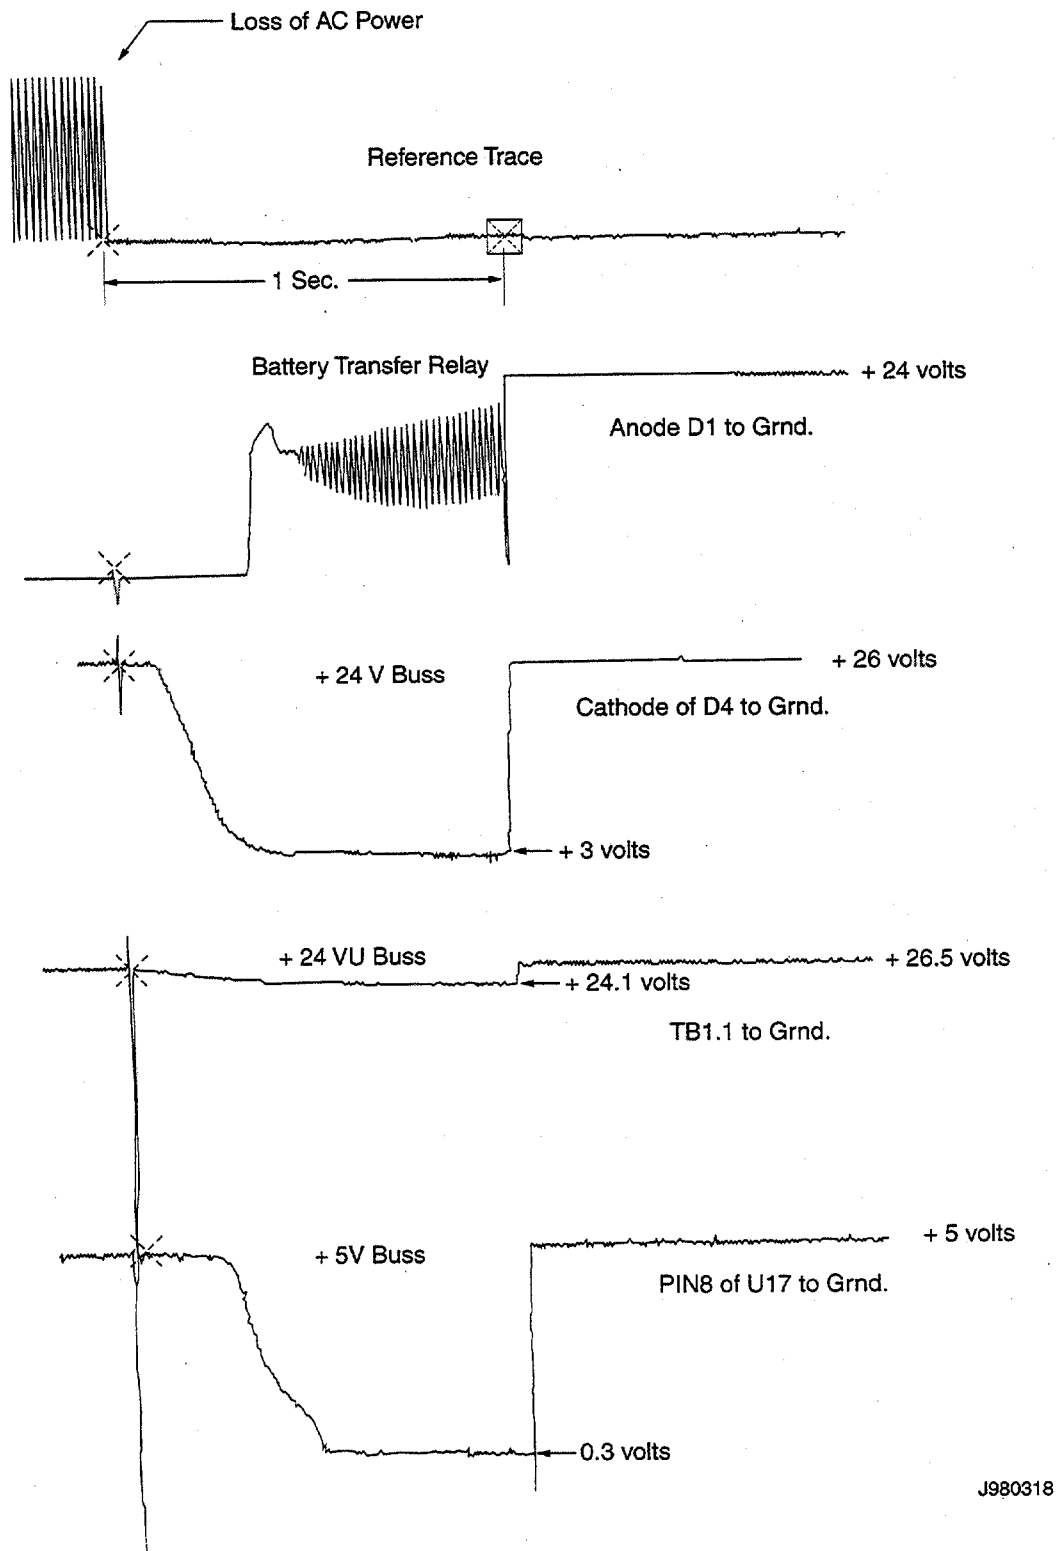 Loss of AC Power
Reference Trace
1 Sec.
Battery Transfer Relay
+ 24 volts
Anode D1 to Grnd.
+ 24 V Buss
+ 26 volts
Cathode of D4 to Grnd.
+ 3 volts
+ 24 VU Buss
+ 26.5 volts
+ 24.1 volts
TB1.1 to Grnd.
+ 5V Buss
+ 5 volts
PIN8 of U17 to Grnd.
0.3 volts
J980318